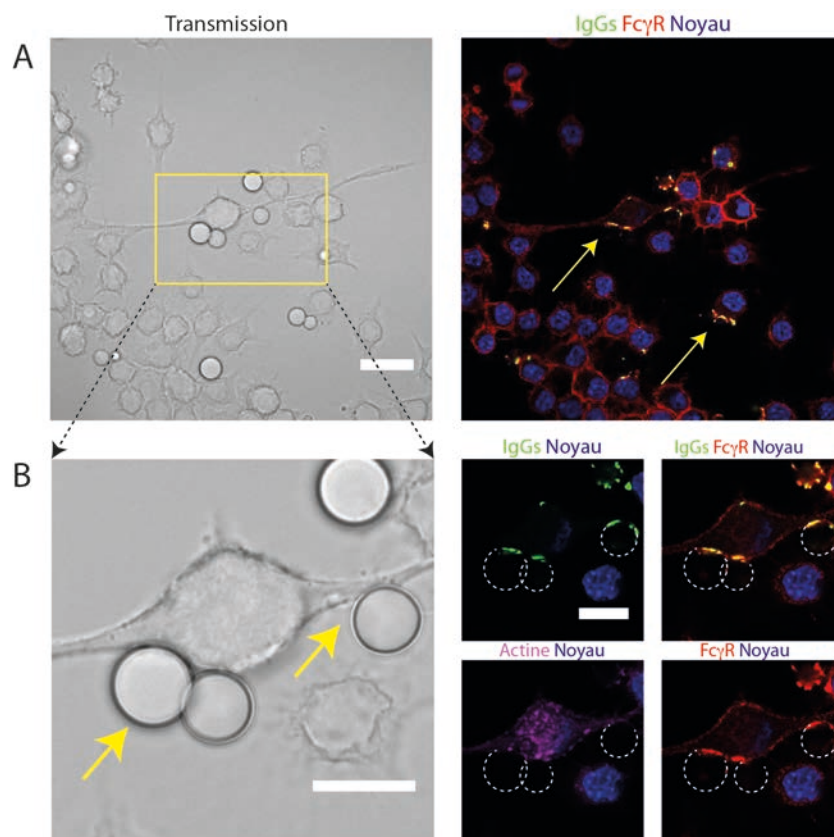 Transmission
IgGs FcγR Noyau
A
B
IgGs Noyau
IgGs FcγR Noyau
Actine Noyau
FcγR Noyau